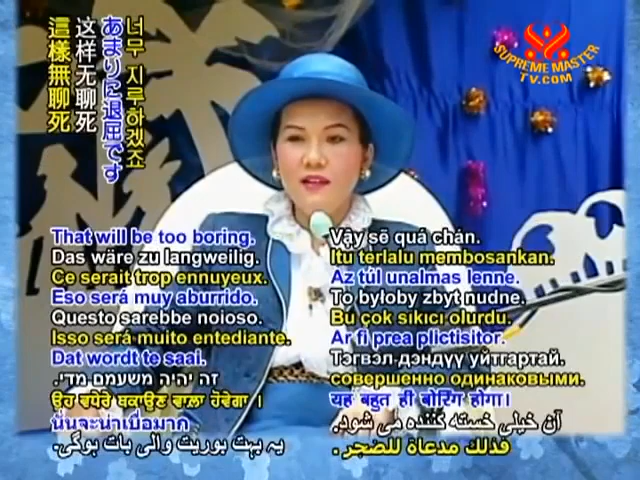 너무 지루하겠죠
あまりに退屈です
这样无聊死
這樣無聊死
SUPREME MASTER
TV.COM
That will be too boring.
Das wäre zu langweilig.
Ce serait trop ennuyeux.
Eso será muy aburrido.
Questo sarebbe noioso.
Isso será muito entediante.
Dat wordt te saai.
זה יהיה משעמם מדי.
ਉਹ ਵਧੇਰੇ ਥਕਾਉਣ ਵਾਲਾ ਹੋਵੇਗਾ।
นั่นจะน่าเบื่อมาก
یہ بہت بوریت والی بات ہوگی۔
Vậy sẽ quá chán.
Itu terlalu membosankan.
Az túl unalmas lenne.
To byłoby zbyt nudne.
Bu çok sıkıcı olurdu.
Ar fi prea plictisitor.
Тэгвэл дэндүү уйтгартай.
совершенно одинаковыми.
यह बहुत ही बोरिंग होगा।
آن خیلی خسته کننده می شود.
فذلك مدعاة للضجر.